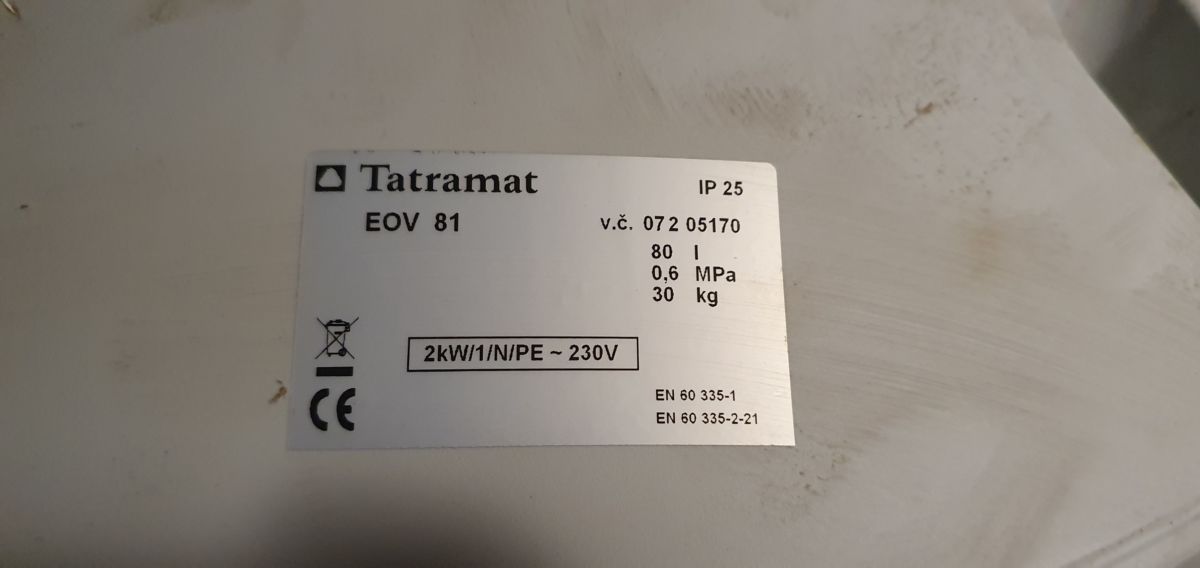 Tatramat
IP 25
EOV 81
v.č. 072 05170
80 l
0,6 MPa
30 kg
2kW/1/N/PE ~ 230V
CE
EN 60 335-1
EN 60 335-2-21